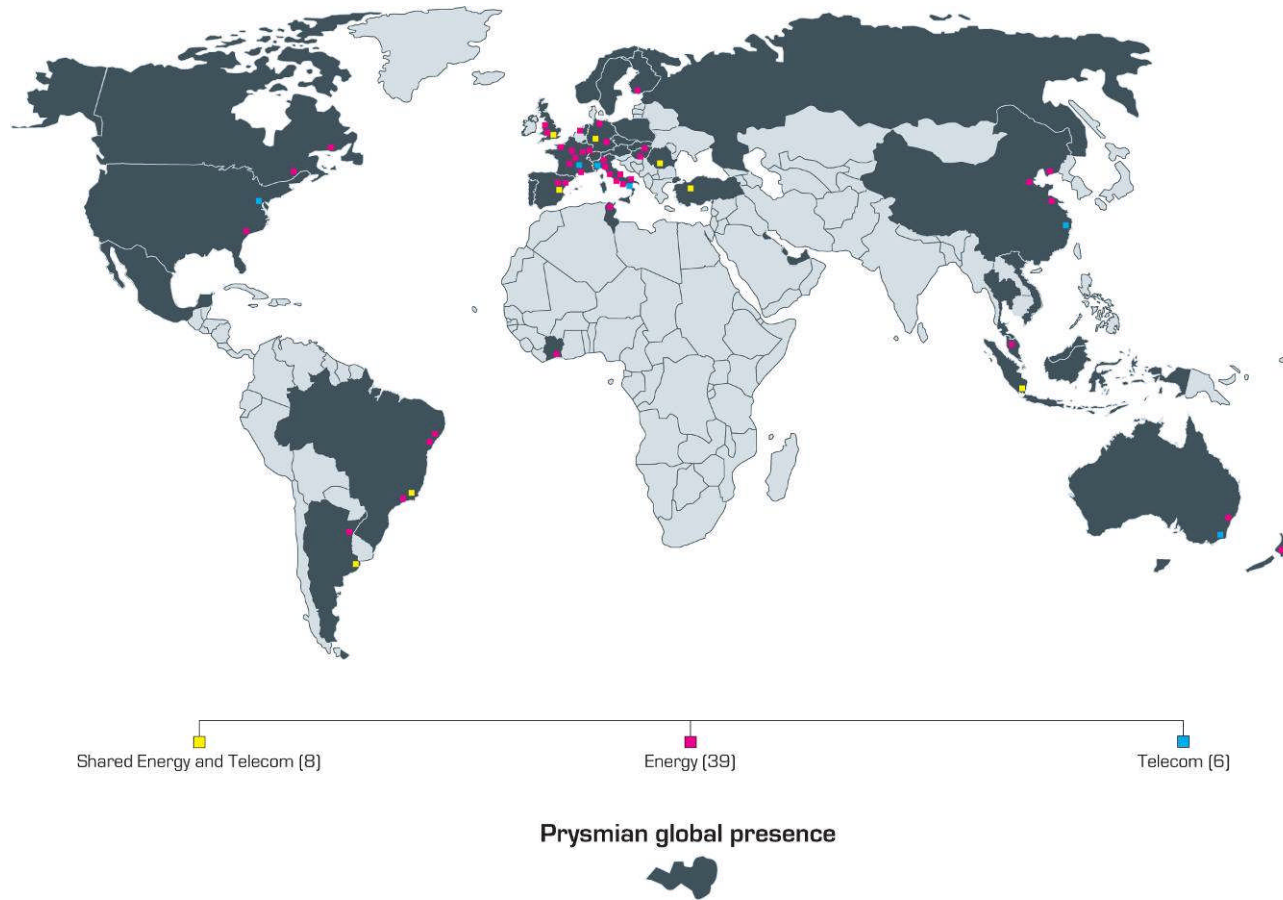 Shared Energy and Telecom (8)
Energy (39)
Telecom (6)
Prysmian global presence